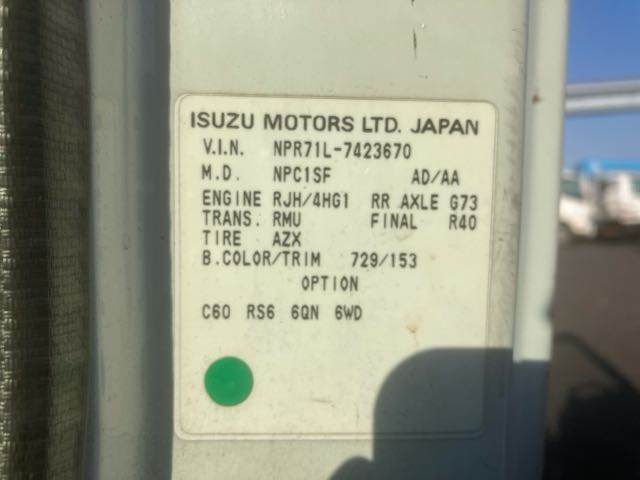 ISUZU MOTORS LTD. JAPAN
V.I.N. NPR71L-7423670
M.D. NPC1SF AD/AA
ENGINE RJH/4HG1 RR AXLE G73
TRANS. RMU FINAL R40
TIRE AZX
B.COLOR/TRIM 729/153
OPTION
C60 RS6 6QN 6WD